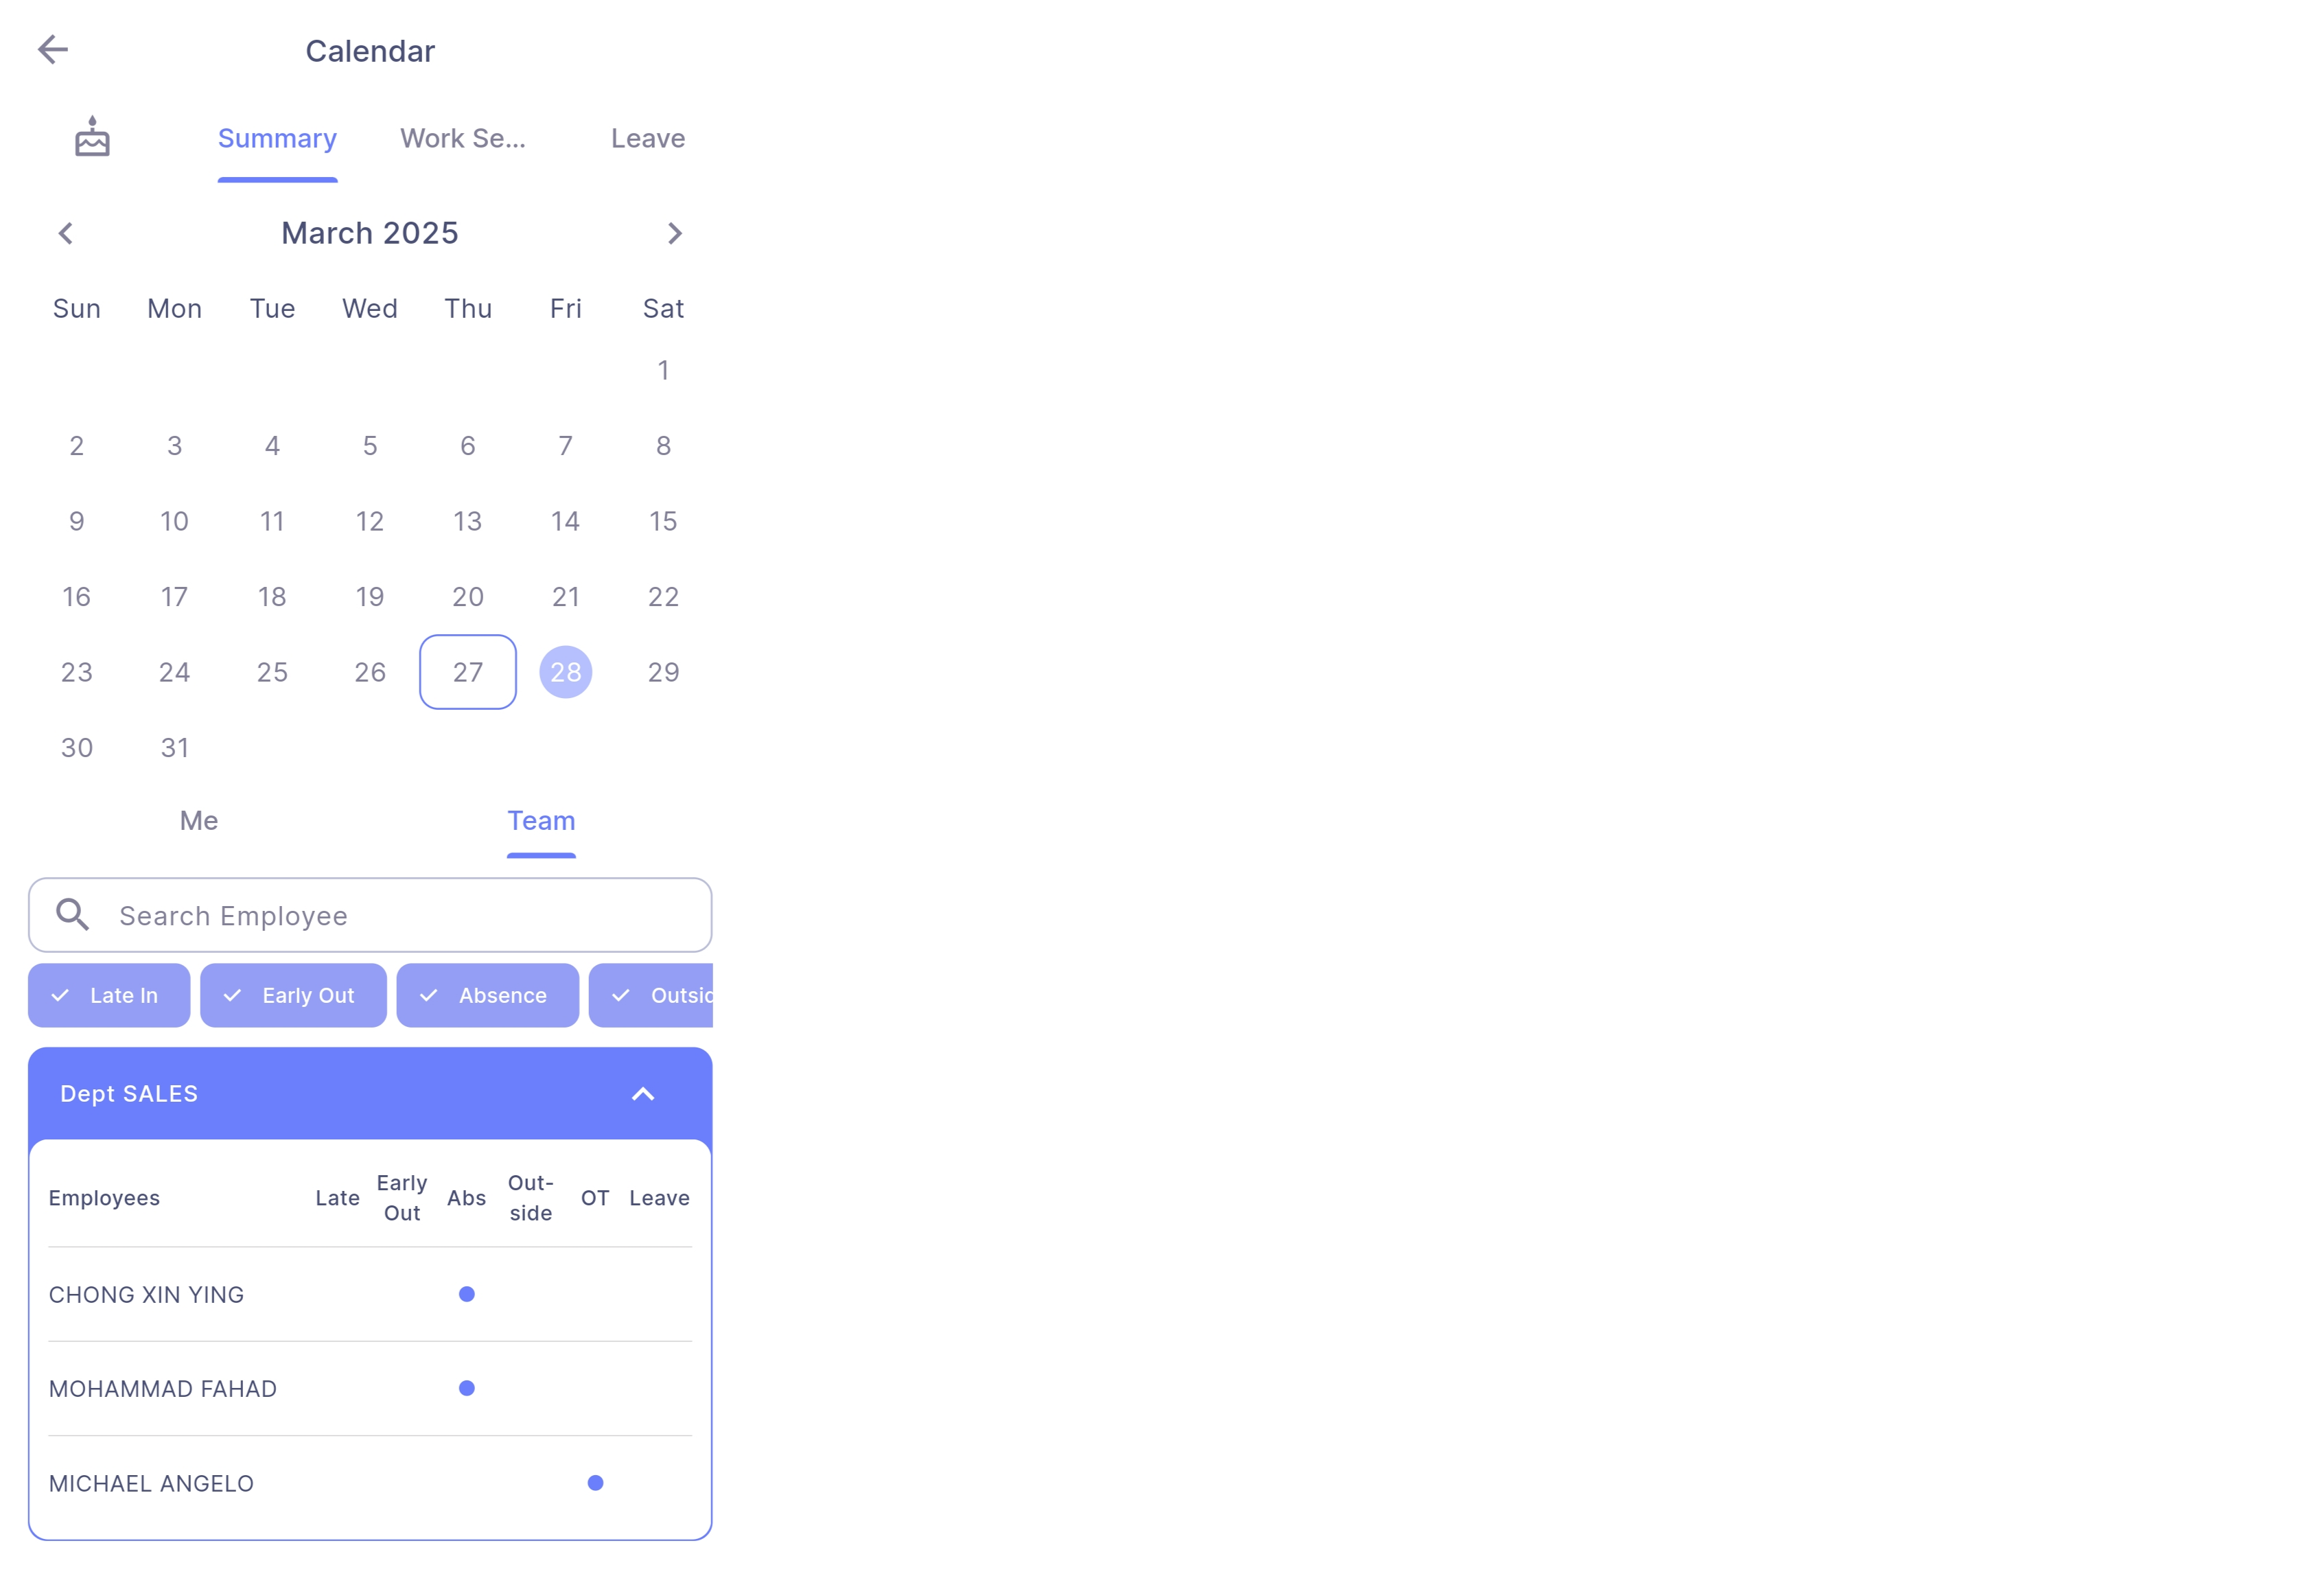 Calendar
Summary Work Se... Leave
March 2025
Sun Mon Tue Wed Thu Fri Sat
1
2 3 4 5 6 7 8
9 10 11 12 13 14 15
16 17 18 19 20 21 22
23 24 25 26 27 28 29
30 31
Me Team
Search Employee
Late In Early Out Absence Outsid
Dept SALES
Employees Late Early Out Abs Out-side OT Leave
CHONG XIN YING
MOHAMMAD FAHAD
MICHAEL ANGELO